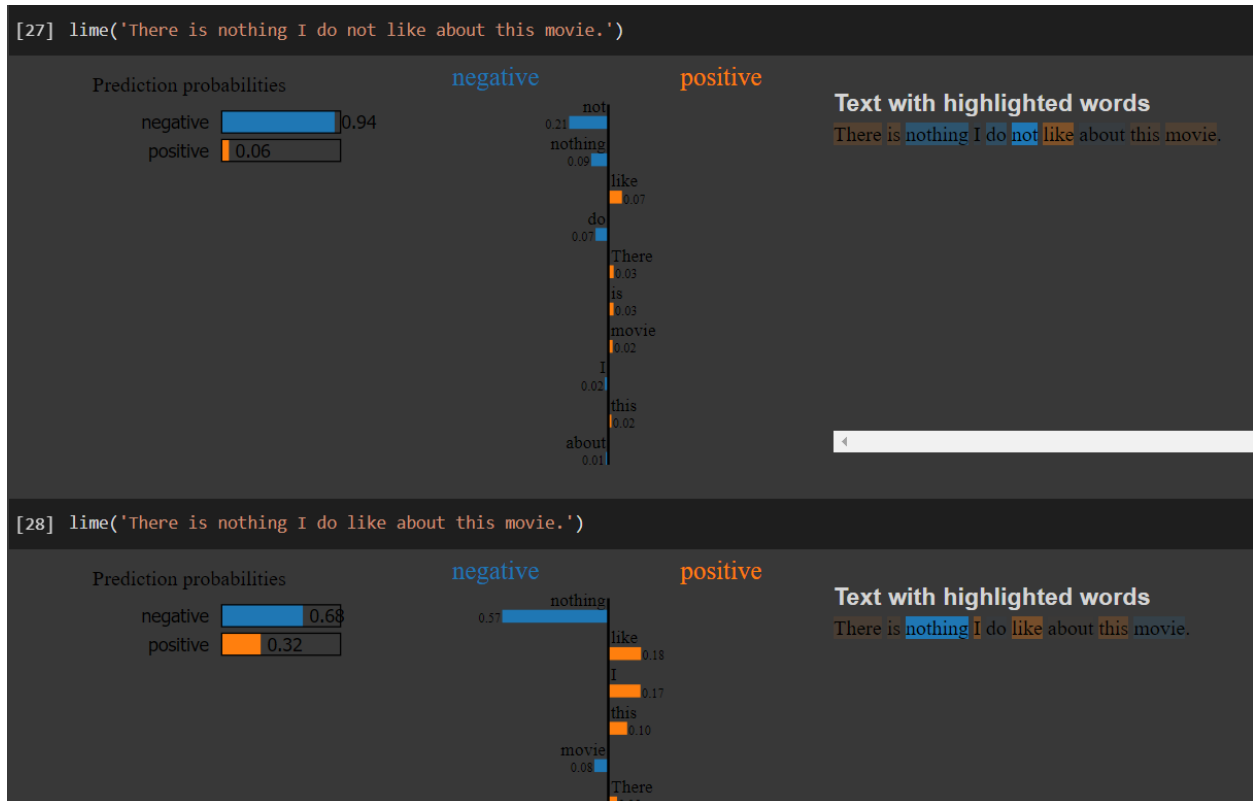 [27] lime('There is nothing I do not like about this movie.')
Prediction probabilities
negative 0.94
positive 0.06
negative positive
not
0.21
nothing
0.09
like
0.07
do
0.07
There
0.03
is
0.03
movie
0.02
I
0.02
this
0.02
about
0.01
Text with highlighted words
There is nothing I do not like about this movie.
[28] lime('There is nothing I do like about this movie.')
Prediction probabilities
negative 0.68
positive 0.32
negative positive
nothing
0.57
like
0.18
I
0.17
this
0.10
movie
0.08
There
Text with highlighted words
There is nothing I do like about this movie.